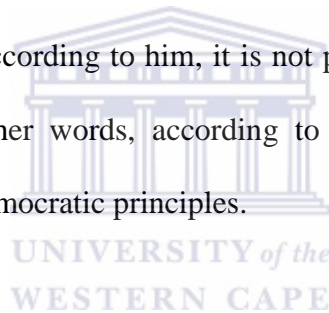 ccording to him, it is not p
ner words, according to
mocratic principles.
UNIVERSITY of the
WESTERN CAPE